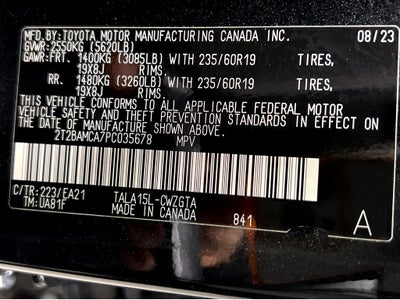 MFD.BY:TOYOTA MOTOR MANUFACTURING CANADA INC. 08/23
GVWR: 2550KG (5620LB)
GAWR:FRT. 1400KG (3085LB) WITH 235/60R19 TIRES,
19X8J RIMS.
RR. 1480KG (3260LB) WITH 235/60R19 TIRES,
19X8J RIMS.
THIS VEHICLE CONFORMS TO ALL APPLICABLE FEDERAL MOTOR
VEHICLE SAFETY AND THEFT PREVENTION STANDARDS IN EFFECT
ON THE DATE OF MANUFACTURE SHOWN ABOVE.
2T2BAMCA7PC035678 MPV
C/TR:223/EA21 TALA15L-CWZGTA
TM:UA81F MADE IN CANADA 841 A